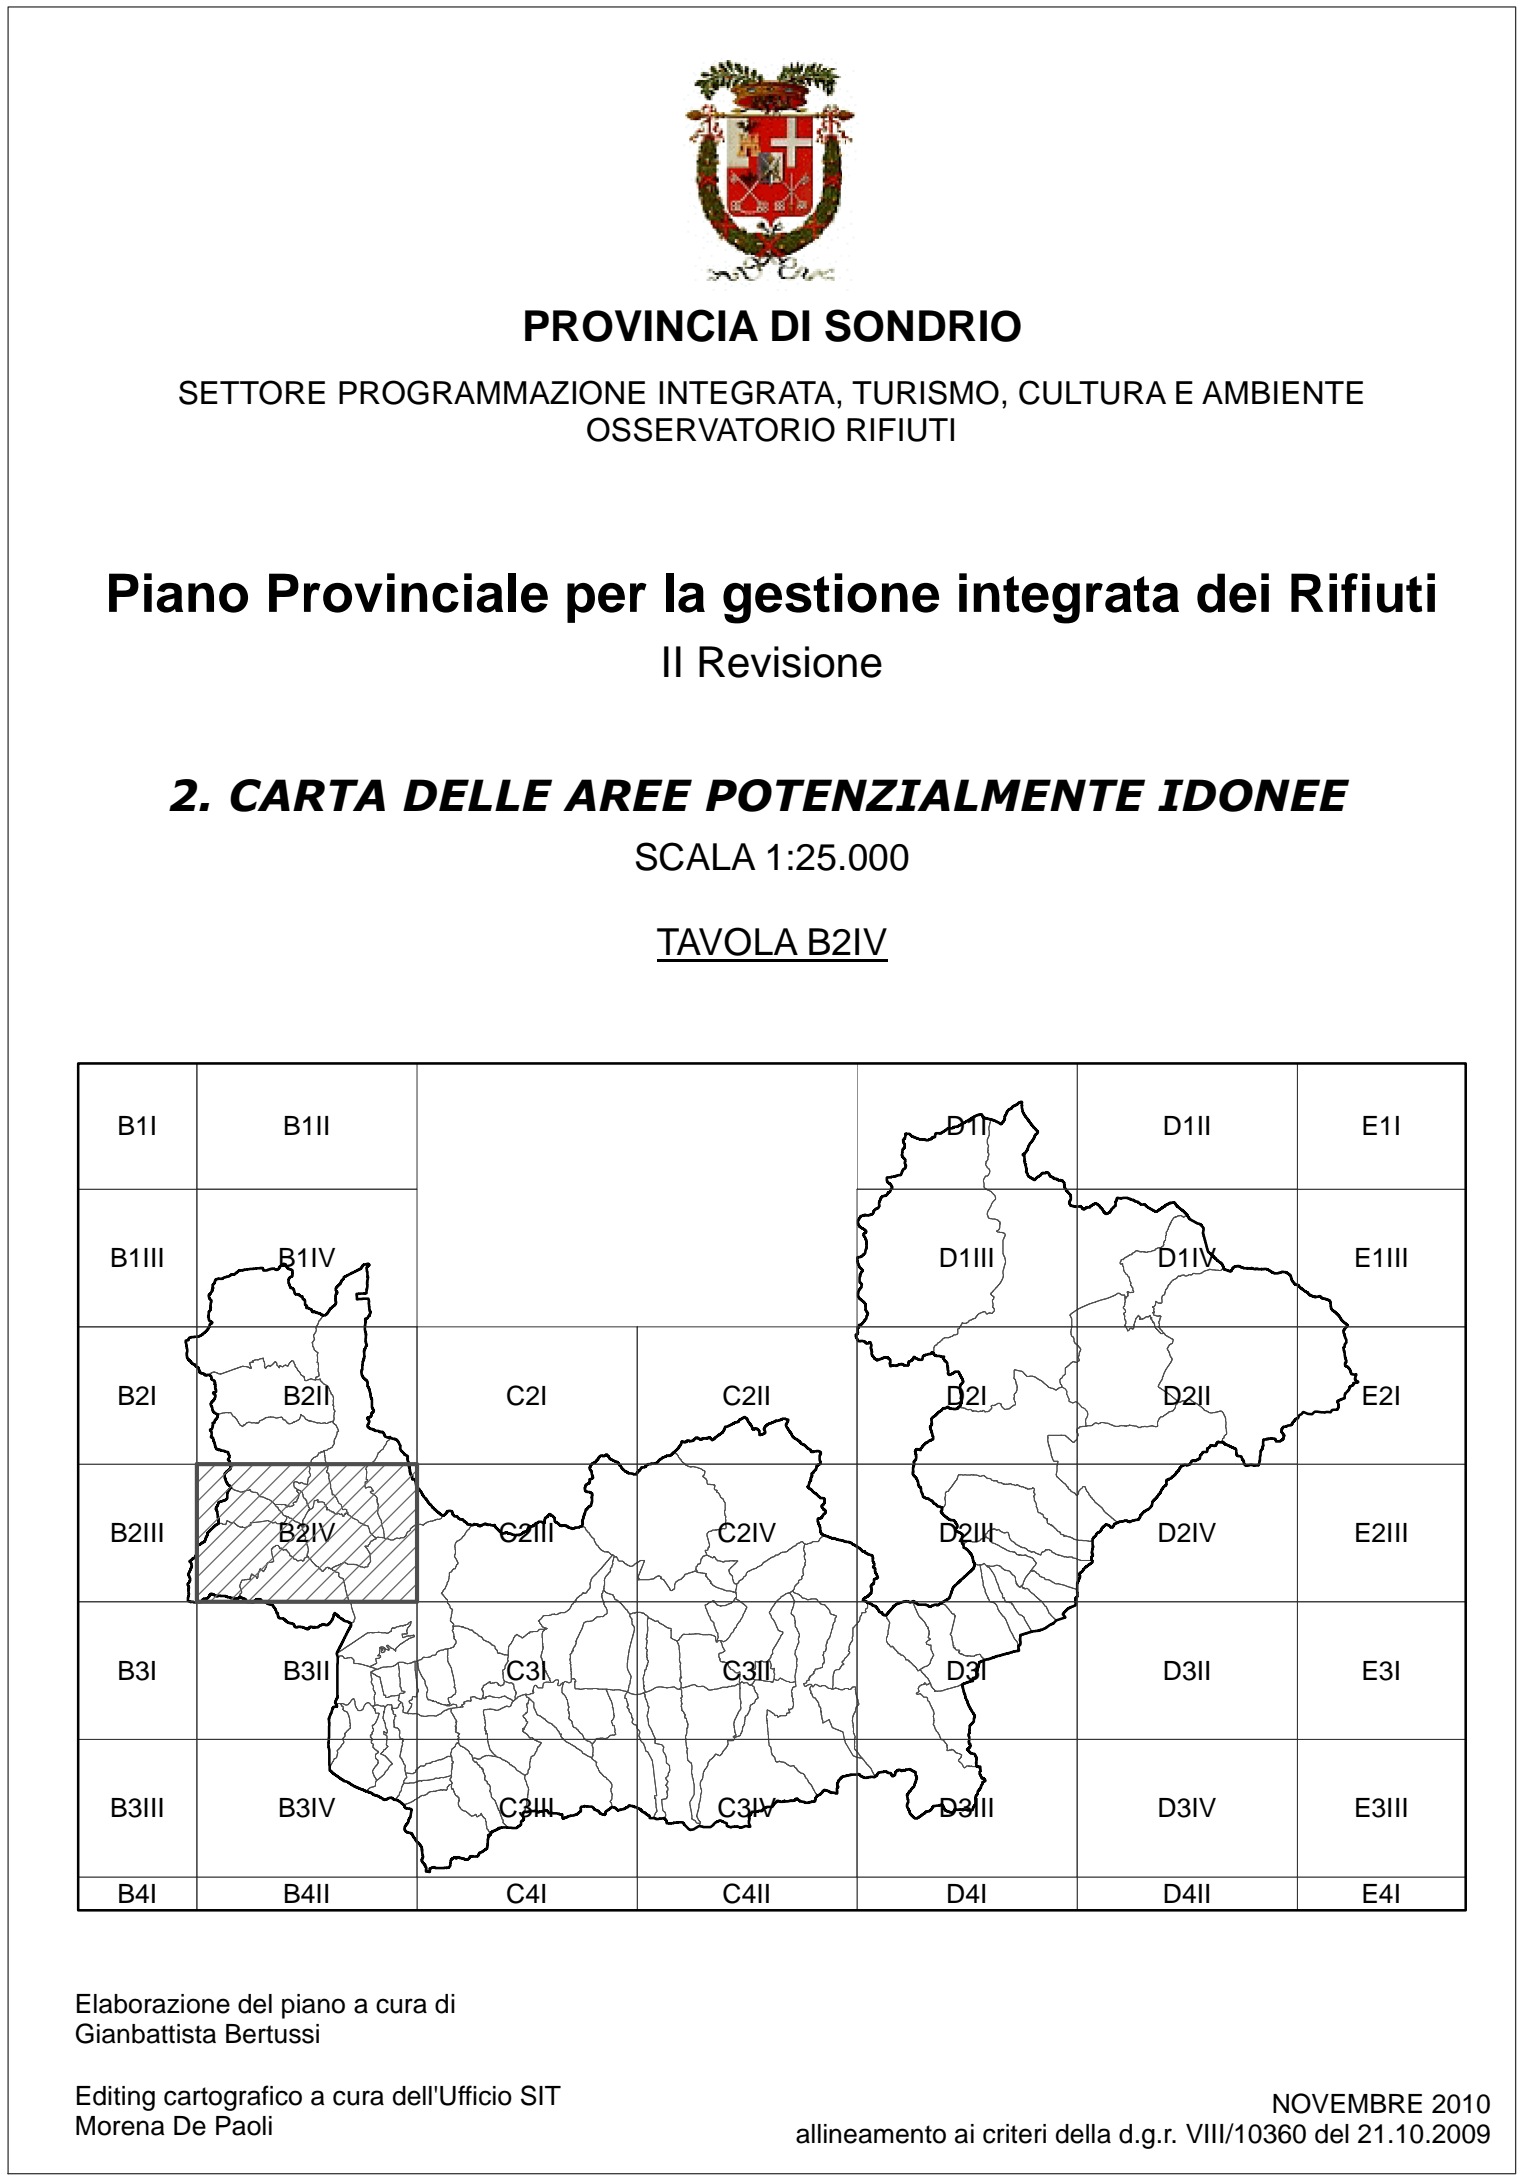 PROVINCIA DI SONDRIO
SETTORE PROGRAMMAZIONE INTEGRATA, TURISMO, CULTURA E AMBIENTE
OSSERVATORIO RIFIUTI
Piano Provinciale per la gestione integrata dei Rifiuti
II Revisione
2. CARTA DELLE AREE POTENZIALMENTE IDONEE
SCALA 1:25.000
TAVOLA B2IV
B1I B1II D1I D1II E1I
B1III B1IV D1III D1IV E1III
B2I B2II C2I C2II D2I D2II E2I
B2III B2IV C2III C2IV D2III D2IV E2III
B3I B3II C3I C3II D3I D3II E3I
B3III B3IV C3III C3IV D3III D3IV E3III
B4I B4II C4I C4II D4I D4II E4I
Elaborazione del piano a cura di
Gianbattista Bertussi
Editing cartografico a cura dell'Ufficio SIT
Morena De Paoli
NOVEMBRE 2010
allineamento ai criteri della d.g.r. VIII/10360 del 21.10.2009